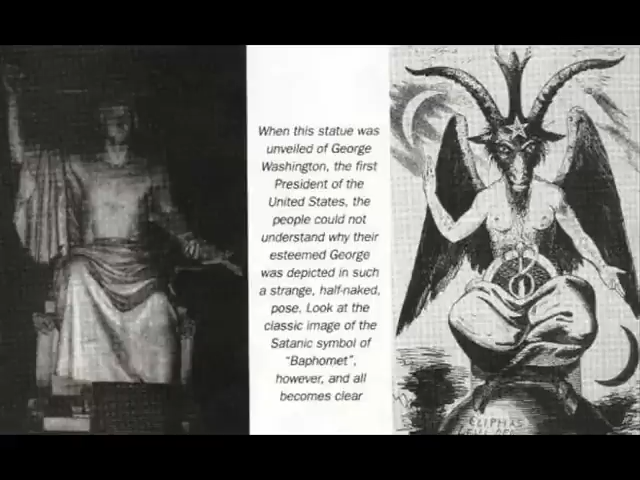 When this statue was
unveiled of George
Washington, the first
President of the
United States, the
people could not
understand why their
esteemed George
was depicted in such
a strange, half-naked,
pose. Look at the
classic image of the
Satanic symbol of
"Baphomet",
however, and all
becomes clear
ELIPHAS